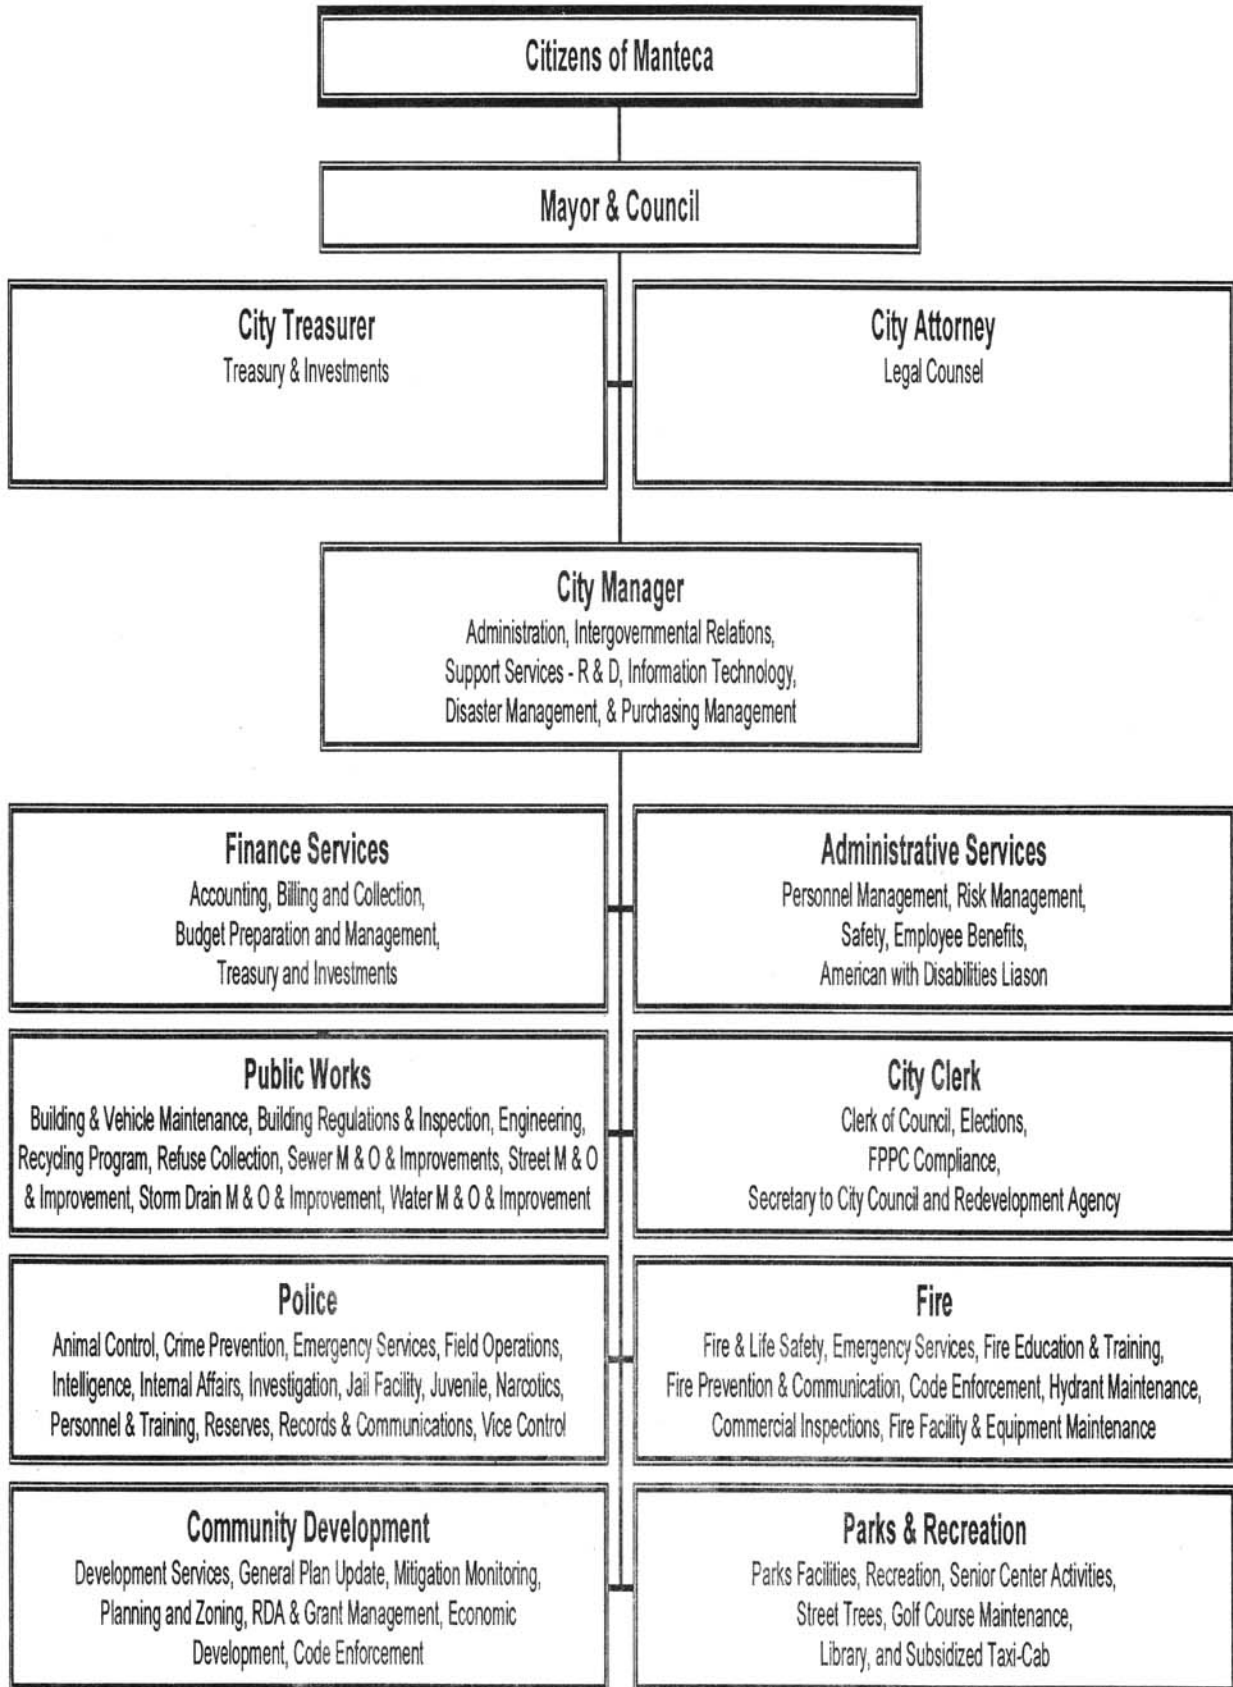 Citizens of Manteca
Mayor & Council
City Treasurer
Treasury & Investments
City Attorney
Legal Counsel
City Manager
Administration, Intergovernmental Relations,
Support Services - R & D, Information Technology,
Disaster Management, & Purchasing Management
Finance Services
Accounting, Billing and Collection,
Budget Preparation and Management,
Treasury and Investments
Administrative Services
Personnel Management, Risk Management,
Safety, Employee Benefits,
American with Disabilities Liason
Public Works
Building & Vehicle Maintenance, Building Regulations & Inspection, Engineering,
Recycling Program, Refuse Collection, Sewer M & O & Improvements, Street M & O
& Improvement, Storm Drain M & O & Improvement, Water M & O & Improvement
City Clerk
Clerk of Council, Elections,
FPPC Compliance,
Secretary to City Council and Redevelopment Agency
Police
Animal Control, Crime Prevention, Emergency Services, Field Operations,
Intelligence, Internal Affairs, Investigation, Jail Facility, Juvenile, Narcotics,
Personnel & Training, Reserves, Records & Communications, Vice Control
Fire
Fire & Life Safety, Emergency Services, Fire Education & Training,
Fire Prevention & Communication, Code Enforcement, Hydrant Maintenance,
Commercial Inspections, Fire Facility & Equipment Maintenance
Community Development
Development Services, General Plan Update, Mitigation Monitoring,
Planning and Zoning, RDA & Grant Management, Economic
Development, Code Enforcement
Parks & Recreation
Parks Facilities, Recreation, Senior Center Activities,
Street Trees, Golf Course Maintenance,
Library, and Subsidized Taxi-Cab